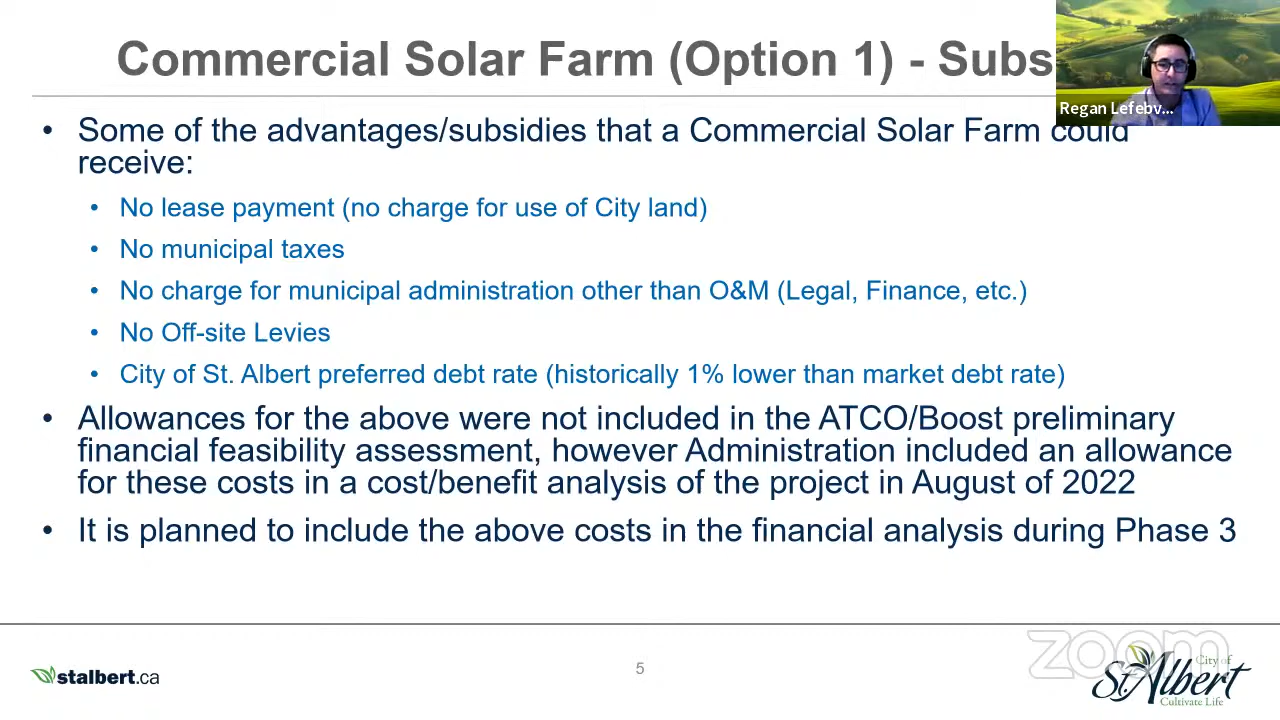 Commercial Solar Farm (Option 1) - Subs
Regan Lefebv...
• Some of the advantages/subsidies that a Commercial Solar Farm could
receive:
• No lease payment (no charge for use of City land)
• No municipal taxes
• No charge for municipal administration other than O&M (Legal, Finance, etc.)
• No Off-site Levies
• City of St. Albert preferred debt rate (historically 1% lower than market debt rate)
• Allowances for the above were not included in the ATCO/Boost preliminary
financial feasibility assessment, however Administration included an allowance
for these costs in a cost/benefit analysis of the project in August of 2022
• It is planned to include the above costs in the financial analysis during Phase 3
zoom
stalbert.ca
5
City of
St. Albert
Cultivate Life